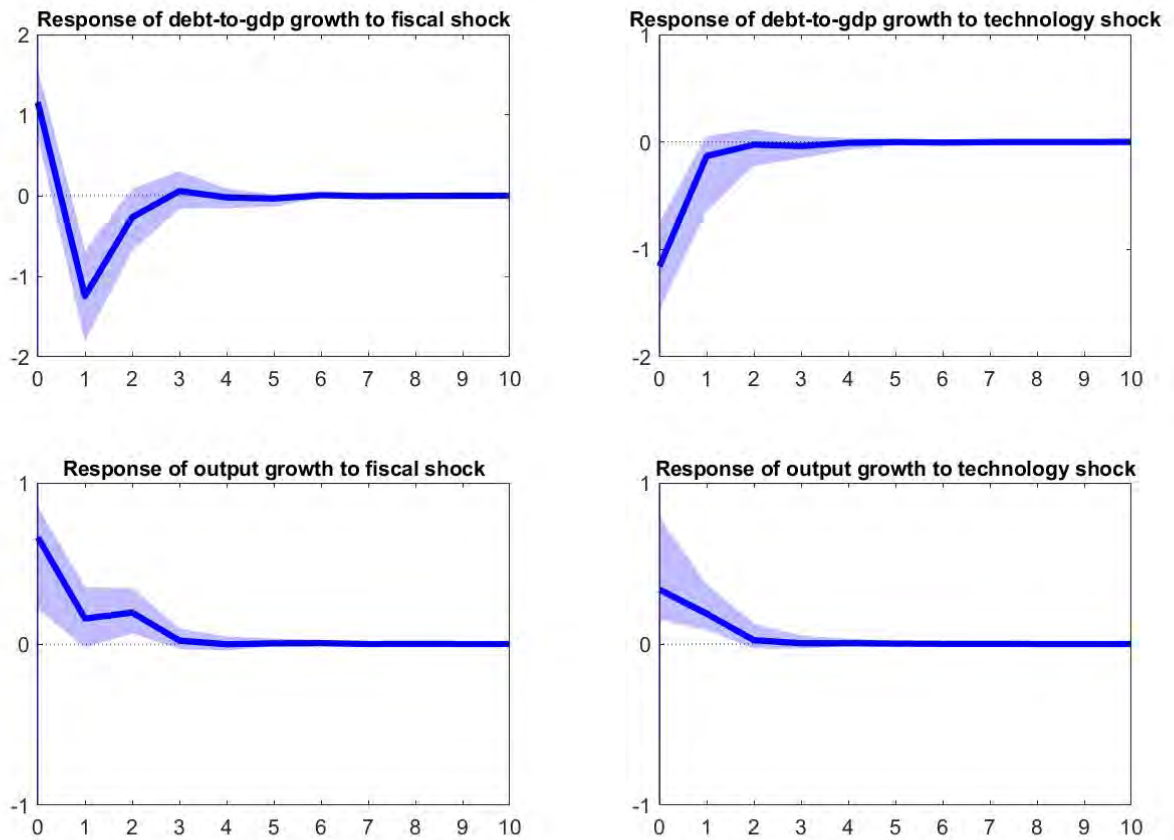 Response of debt-to-gdp growth to fiscal shock
2
1
0
-1
-2
0 1 2 3 4 5 6 7 8 9 10
Response of debt-to-gdp growth to technology shock
1
0
-1
-2
0 1 2 3 4 5 6 7 8 9 10
Response of output growth to fiscal shock
1
0
-1
0 1 2 3 4 5 6 7 8 9 10
Response of output growth to technology shock
1
0
-1
0 1 2 3 4 5 6 7 8 9 10